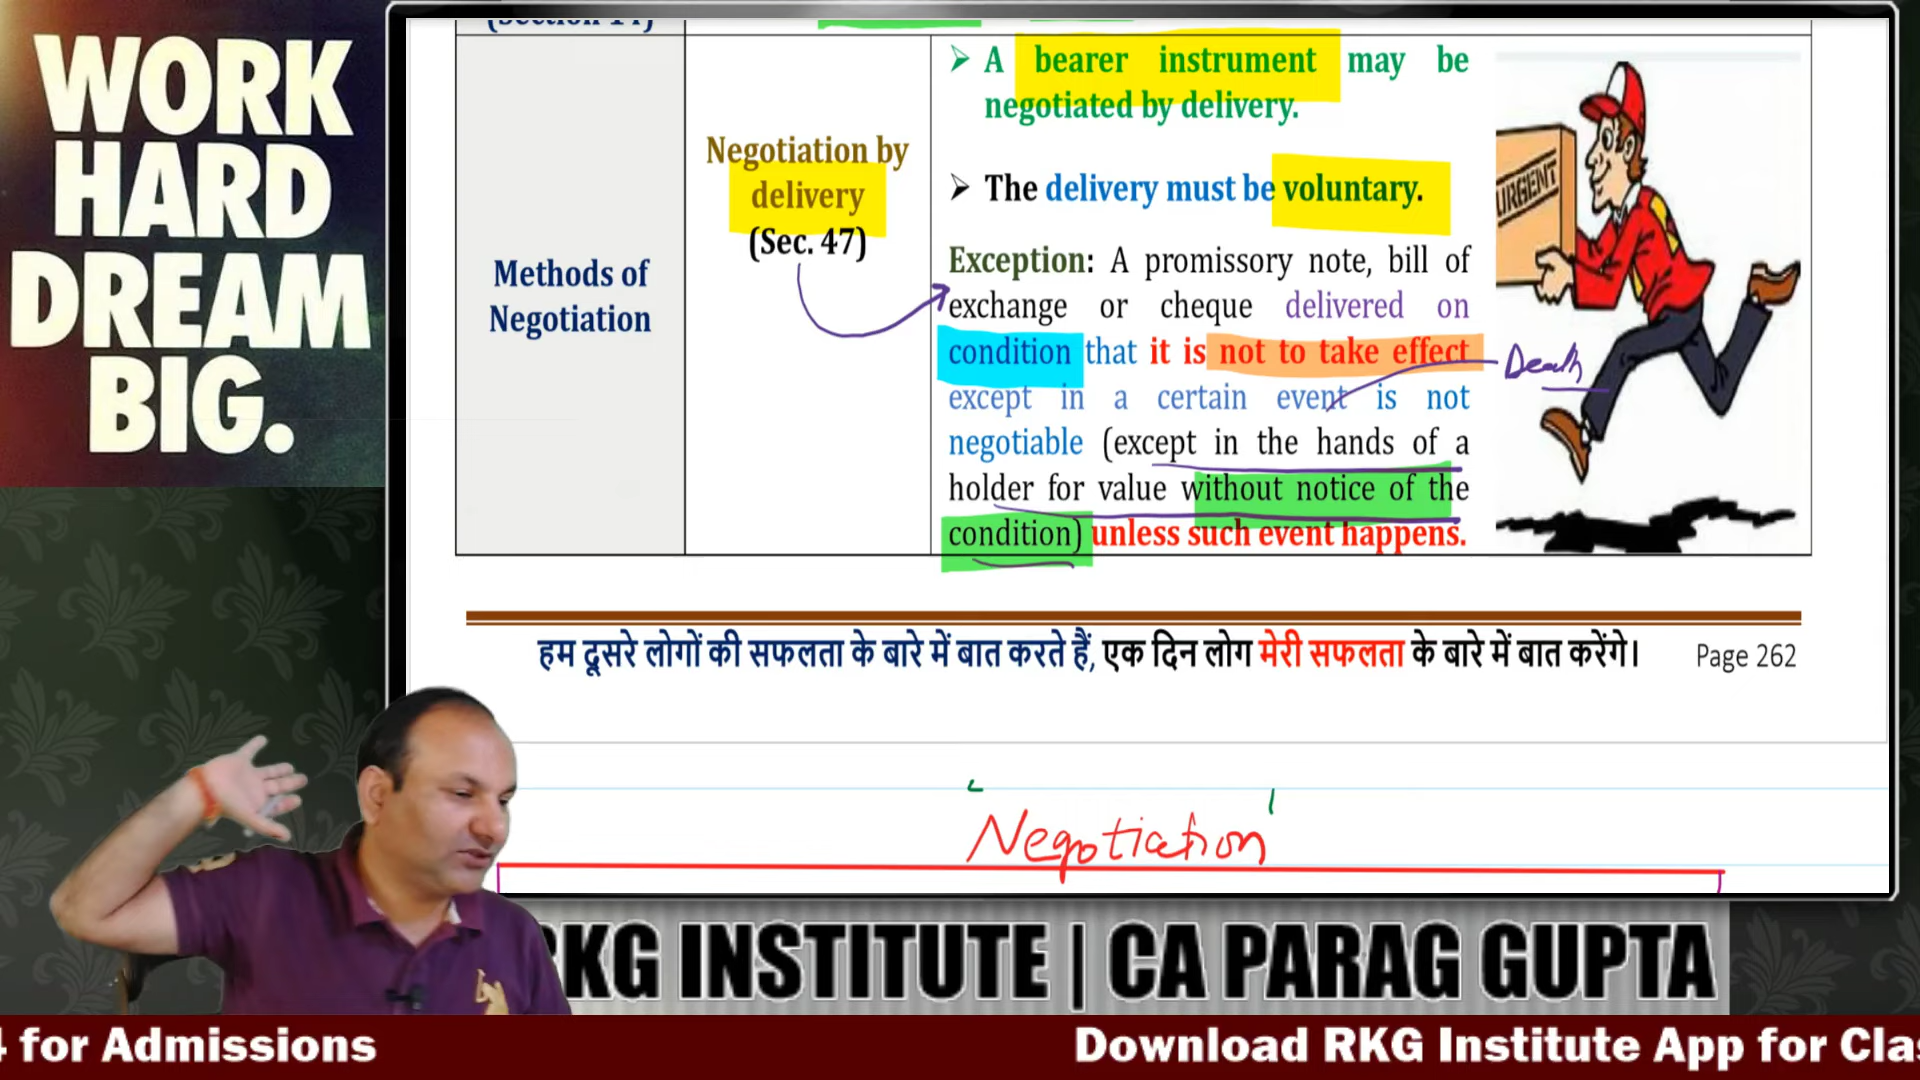 WORK
HARD
DREAM
BIG.
(Section 14)
Methods of
Negotiation
Negotiation by
delivery
(Sec. 47)
➢ A bearer instrument may be
negotiated by delivery.
➢ The delivery must be voluntary.
Exception: A promissory note, bill of
exchange or cheque delivered on
condition that it is not to take effect
except in a certain event is not
negotiable (except in the hands of a
holder for value without notice of the
condition) unless such event happens.
Death
URGENT
हम दूसरे लोगों की सफलता के बारे में बात करते हैं, एक दिन लोग मेरी सफलता के बारे में बात करेंगे।
Page 262
Negotiation
RKG INSTITUTE | CA PARAG GUPTA
4 for Admissions
Download RKG Institute App for Clas